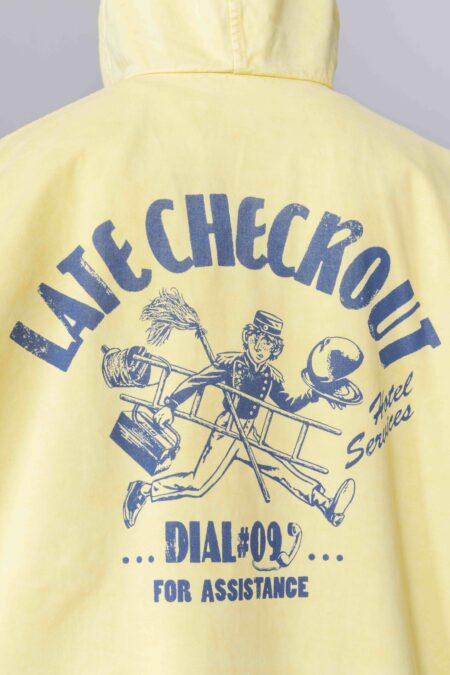 LATE CHECKOUT
Hotel
Services
...DIAL#09...
FOR ASSISTANCE